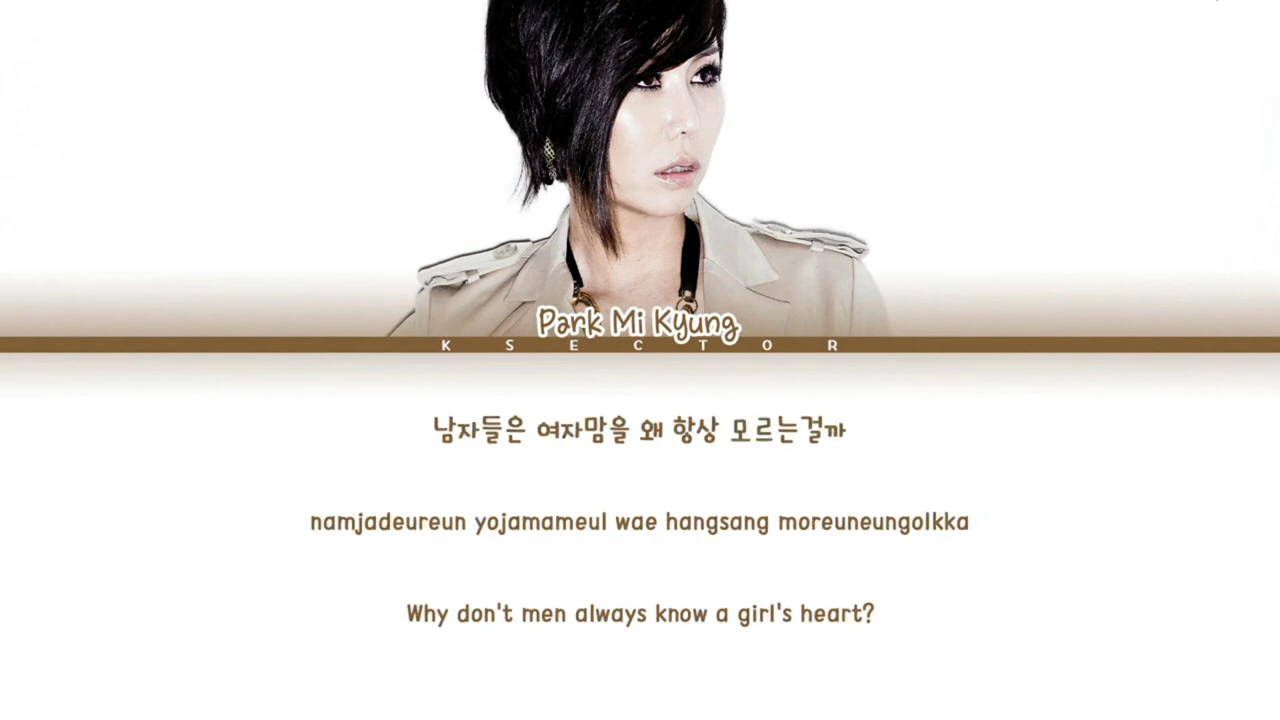 Park Mi Kyung
K S E C T O R
남자들은 여자맘을 왜 항상 모르는걸까
namjadeureun yojamameul wae hangsang moreuneungolkka
Why don't men always know a girl's heart?